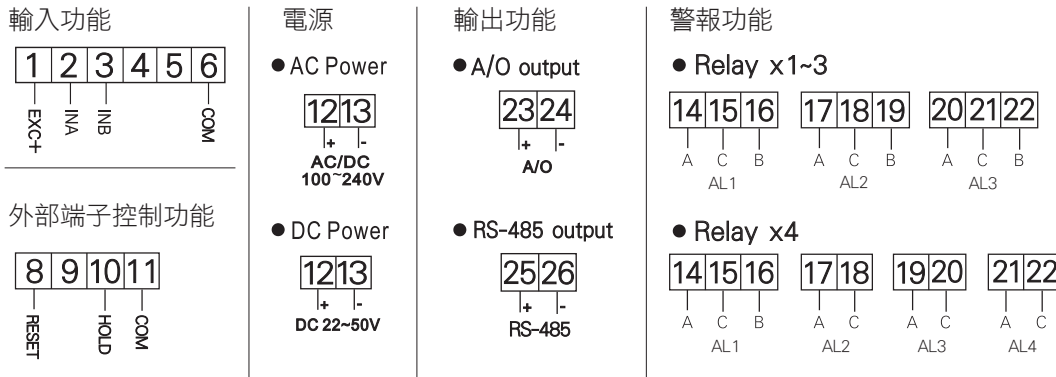 輸入功能
1 2 3 4 5 6
EXC+ INA INB COM
外部端子控制功能
8 9 10 11
RESET HOLD COM
電源
● AC Power
12 13
+ -
AC/DC
100~240V
● DC Power
12 13
+ -
DC 22~50V
輸出功能
● A/O output
23 24
+ -
A/O
● RS-485 output
25 26
+ -
RS-485
警報功能
● Relay x1~3
14 15 16 17 18 19 20 21 22
A C B A C B A C B
AL1 AL2 AL3
● Relay x4
14 15 16 17 18 19 20 21 22
A C B A C A C A C
AL1 AL2 AL3 AL4